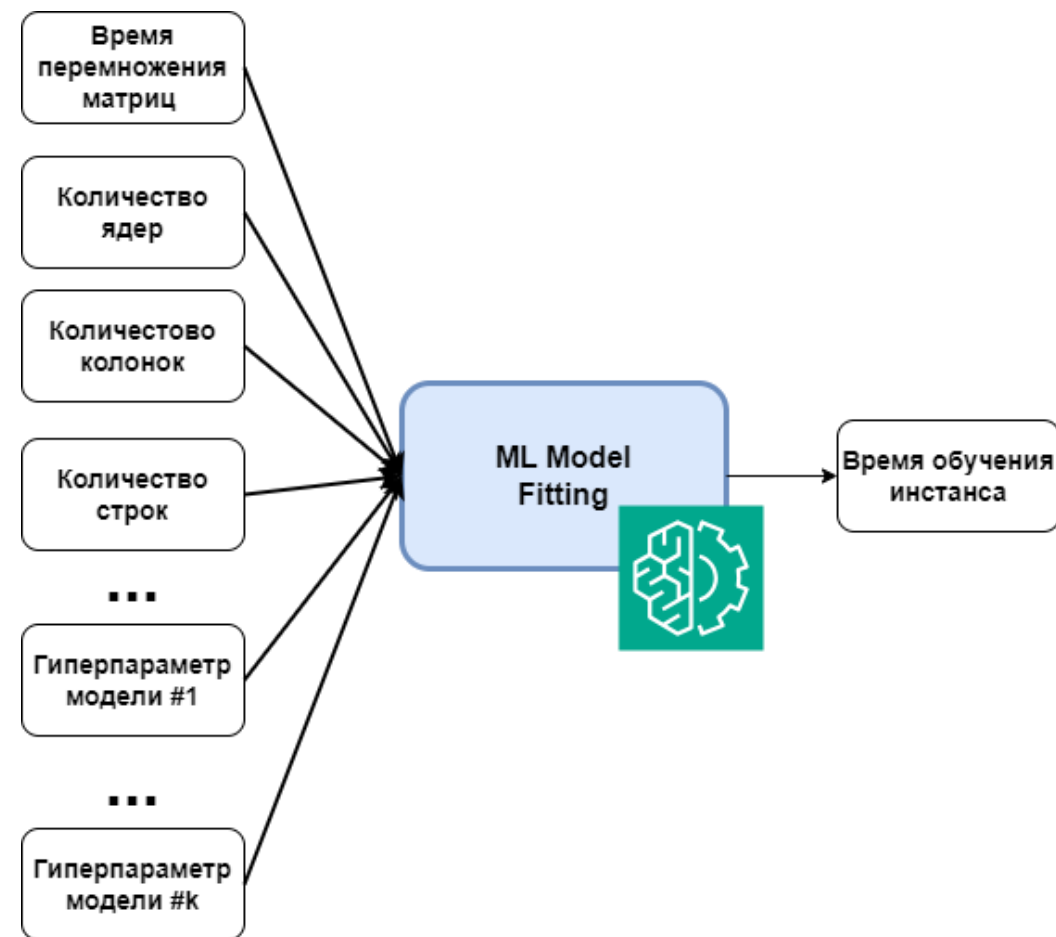 Время
перемножения
матриц
Количество
ядер
Количестово
колонок
Количество
строк
...
Гиперпараметр
модели #1
...
Гиперпараметр
модели #k
ML Model
Fitting
Время обучения
инстанса